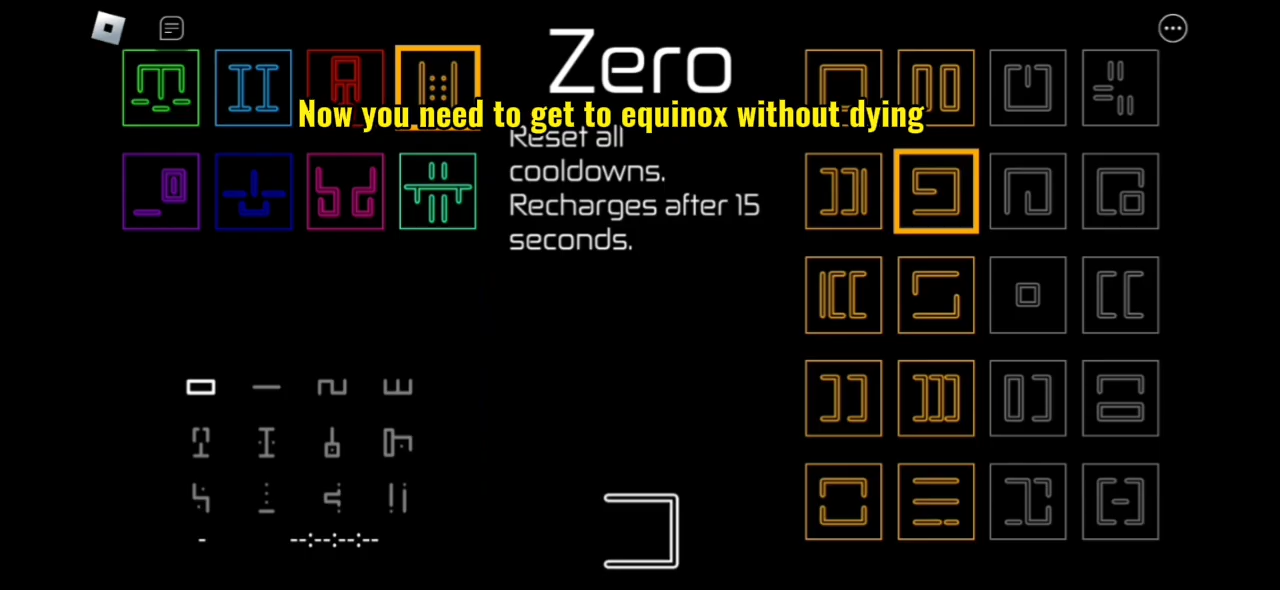 Zero
Now you need to get to equinox without dying
Reset all
cooldowns.
Recharges after 15
seconds.
- --:--:--:--